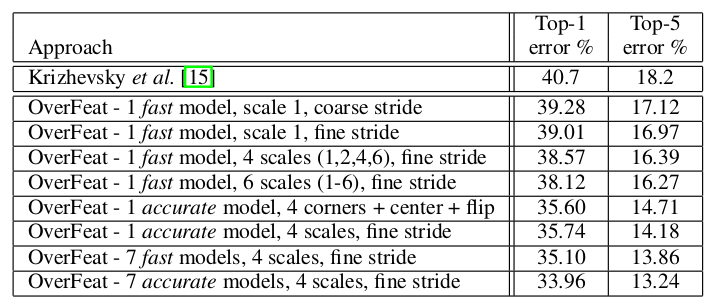 Approach Top-1 error % Top-5 error %
Krizhevsky et al. [15] 40.7 18.2
OverFeat - 1 fast model, scale 1, coarse stride 39.28 17.12
OverFeat - 1 fast model, scale 1, fine stride 39.01 16.97
OverFeat - 1 fast model, 4 scales (1,2,4,6), fine stride 38.57 16.39
OverFeat - 1 fast model, 6 scales (1-6), fine stride 38.12 16.27
OverFeat - 1 accurate model, 4 corners + center + flip 35.60 14.71
OverFeat - 1 accurate model, 4 scales, fine stride 35.74 14.18
OverFeat - 7 fast models, 4 scales, fine stride 35.10 13.86
OverFeat - 7 accurate models, 4 scales, fine stride 33.96 13.24